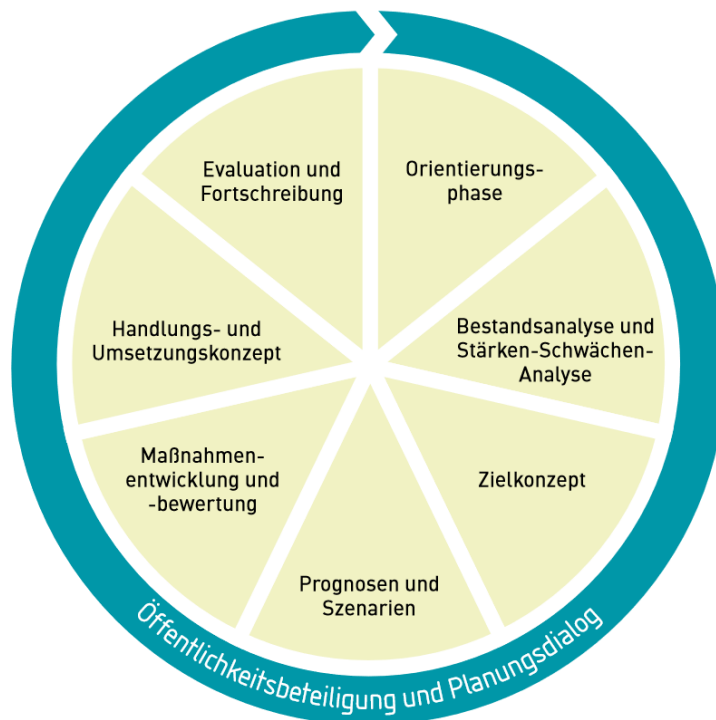 Orientierungs-
phase
Bestandsanalyse und
Stärken-Schwächen-
Analyse
Zielkonzept
Prognosen und
Szenarien
Maßnahmen-
entwicklung und
-bewertung
Handlungs- und
Umsetzungskonzept
Evaluation und
Fortschreibung
Öffentlichkeitsbeteiligung und Planungsdialog